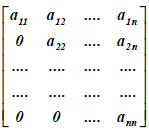 a₁₁ a₁₂ .... a₁ₙ
0 a₂₂ .... a₂ₙ
.... .... .... ....
.... .... .... ....
0 0 .... aₙₙ